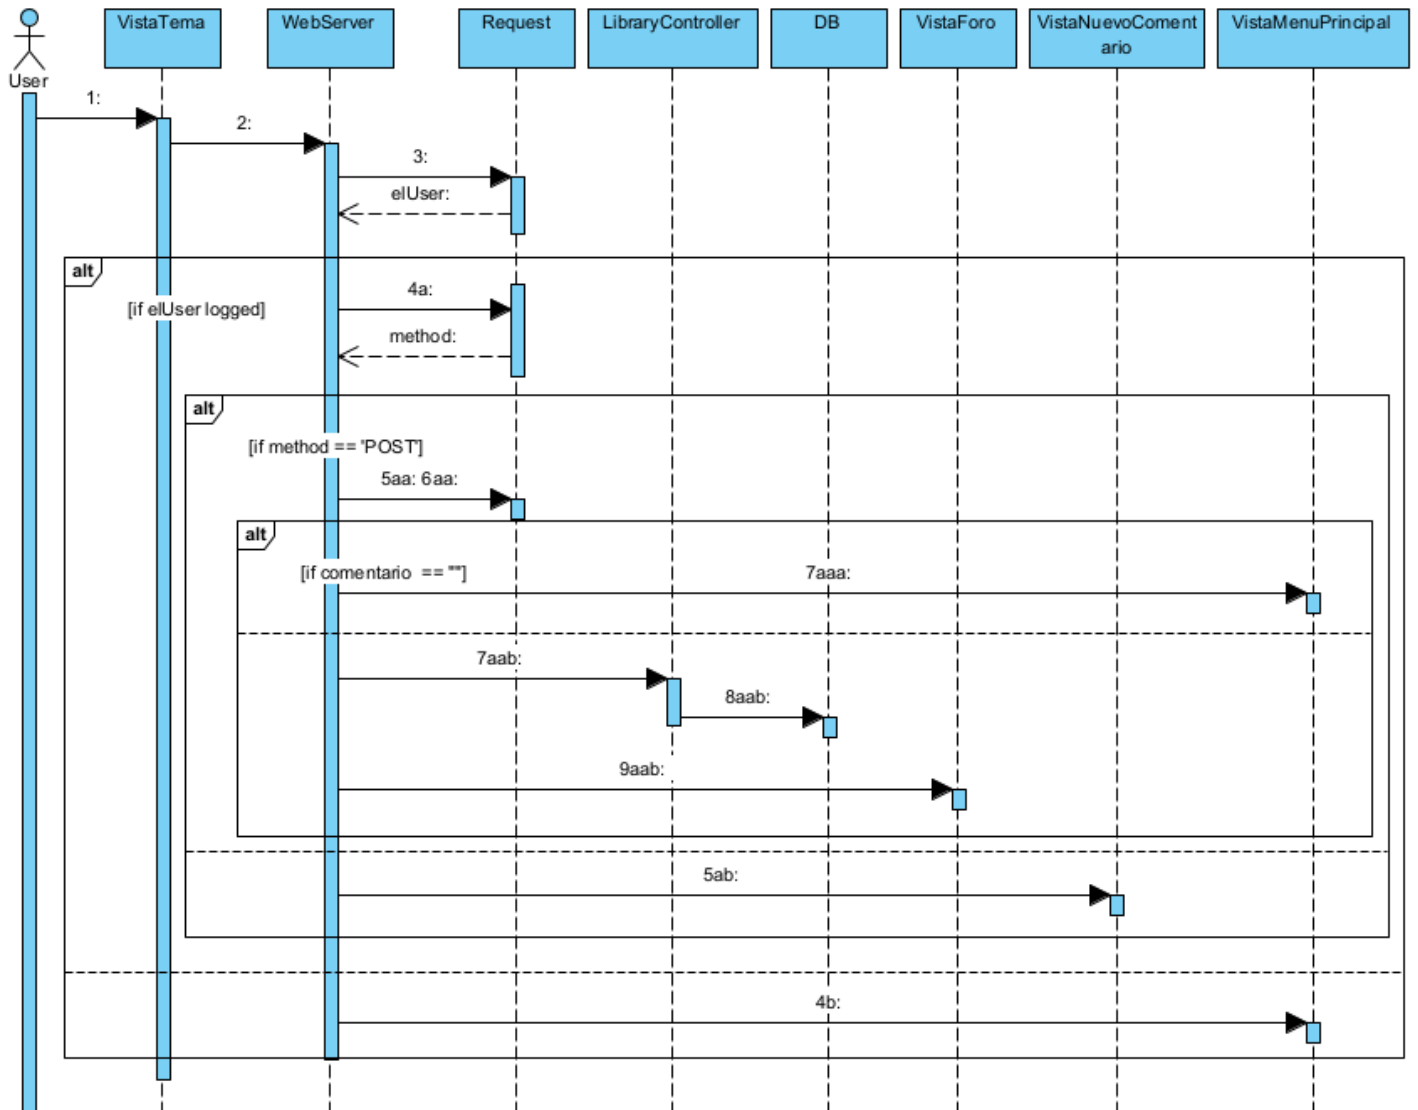 VistaTema
WebServer
Request
LibraryController
DB
VistaForo
VistaNuevoComent
ario
VistaMenuPrincipal
User
1:
2:
3:
elUser:
alt
[if elUser logged]
4a:
method:
alt
[if method == 'POST']
5aa: 6aa:
alt
[if comentario == ""]
7aaa:
7aab:
8aab:
9aab:
5ab:
4b: